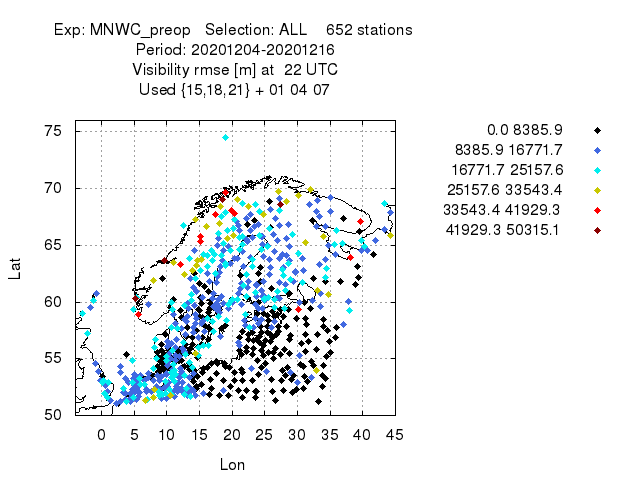 Exp: MNWC_preop Selection: ALL 652 stations
Period: 20201204-20201216
Visibility rmse [m] at 22 UTC
Used {15,18,21} + 01 04 07
0.0 8385.9
8385.9 16771.7
16771.7 25157.6
25157.6 33543.4
33543.4 41929.3
41929.3 50315.1
75
70
65
60
55
50
Lat
0 5 10 15 20 25 30 35 40 45
Lon